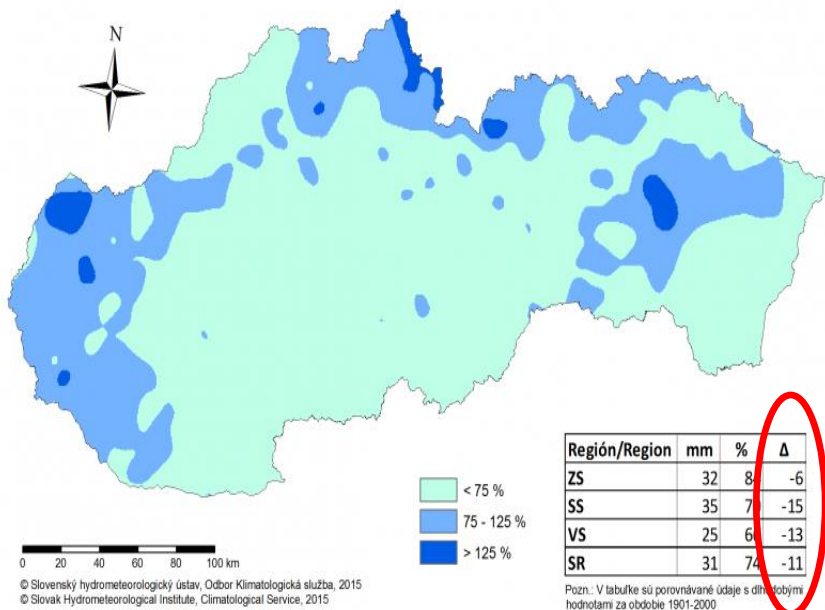 N
Región/Region mm % Δ
ZS 32 -6
SS 35 -15
VS 25 -13
SR 31 74 -11
< 75 %
75 - 125 %
> 125 %
0 20 40 60 80 100 km
© Slovenský hydrometeorologický ústav, Odbor Klimatologická služba, 2015
© Slovak Hydrometeorological Institute, Climatological Service, 2015
Pozn.: V tabuľke sú porovnávané údaje s dlhodobými
hodnotami za obdobie 1901-2000